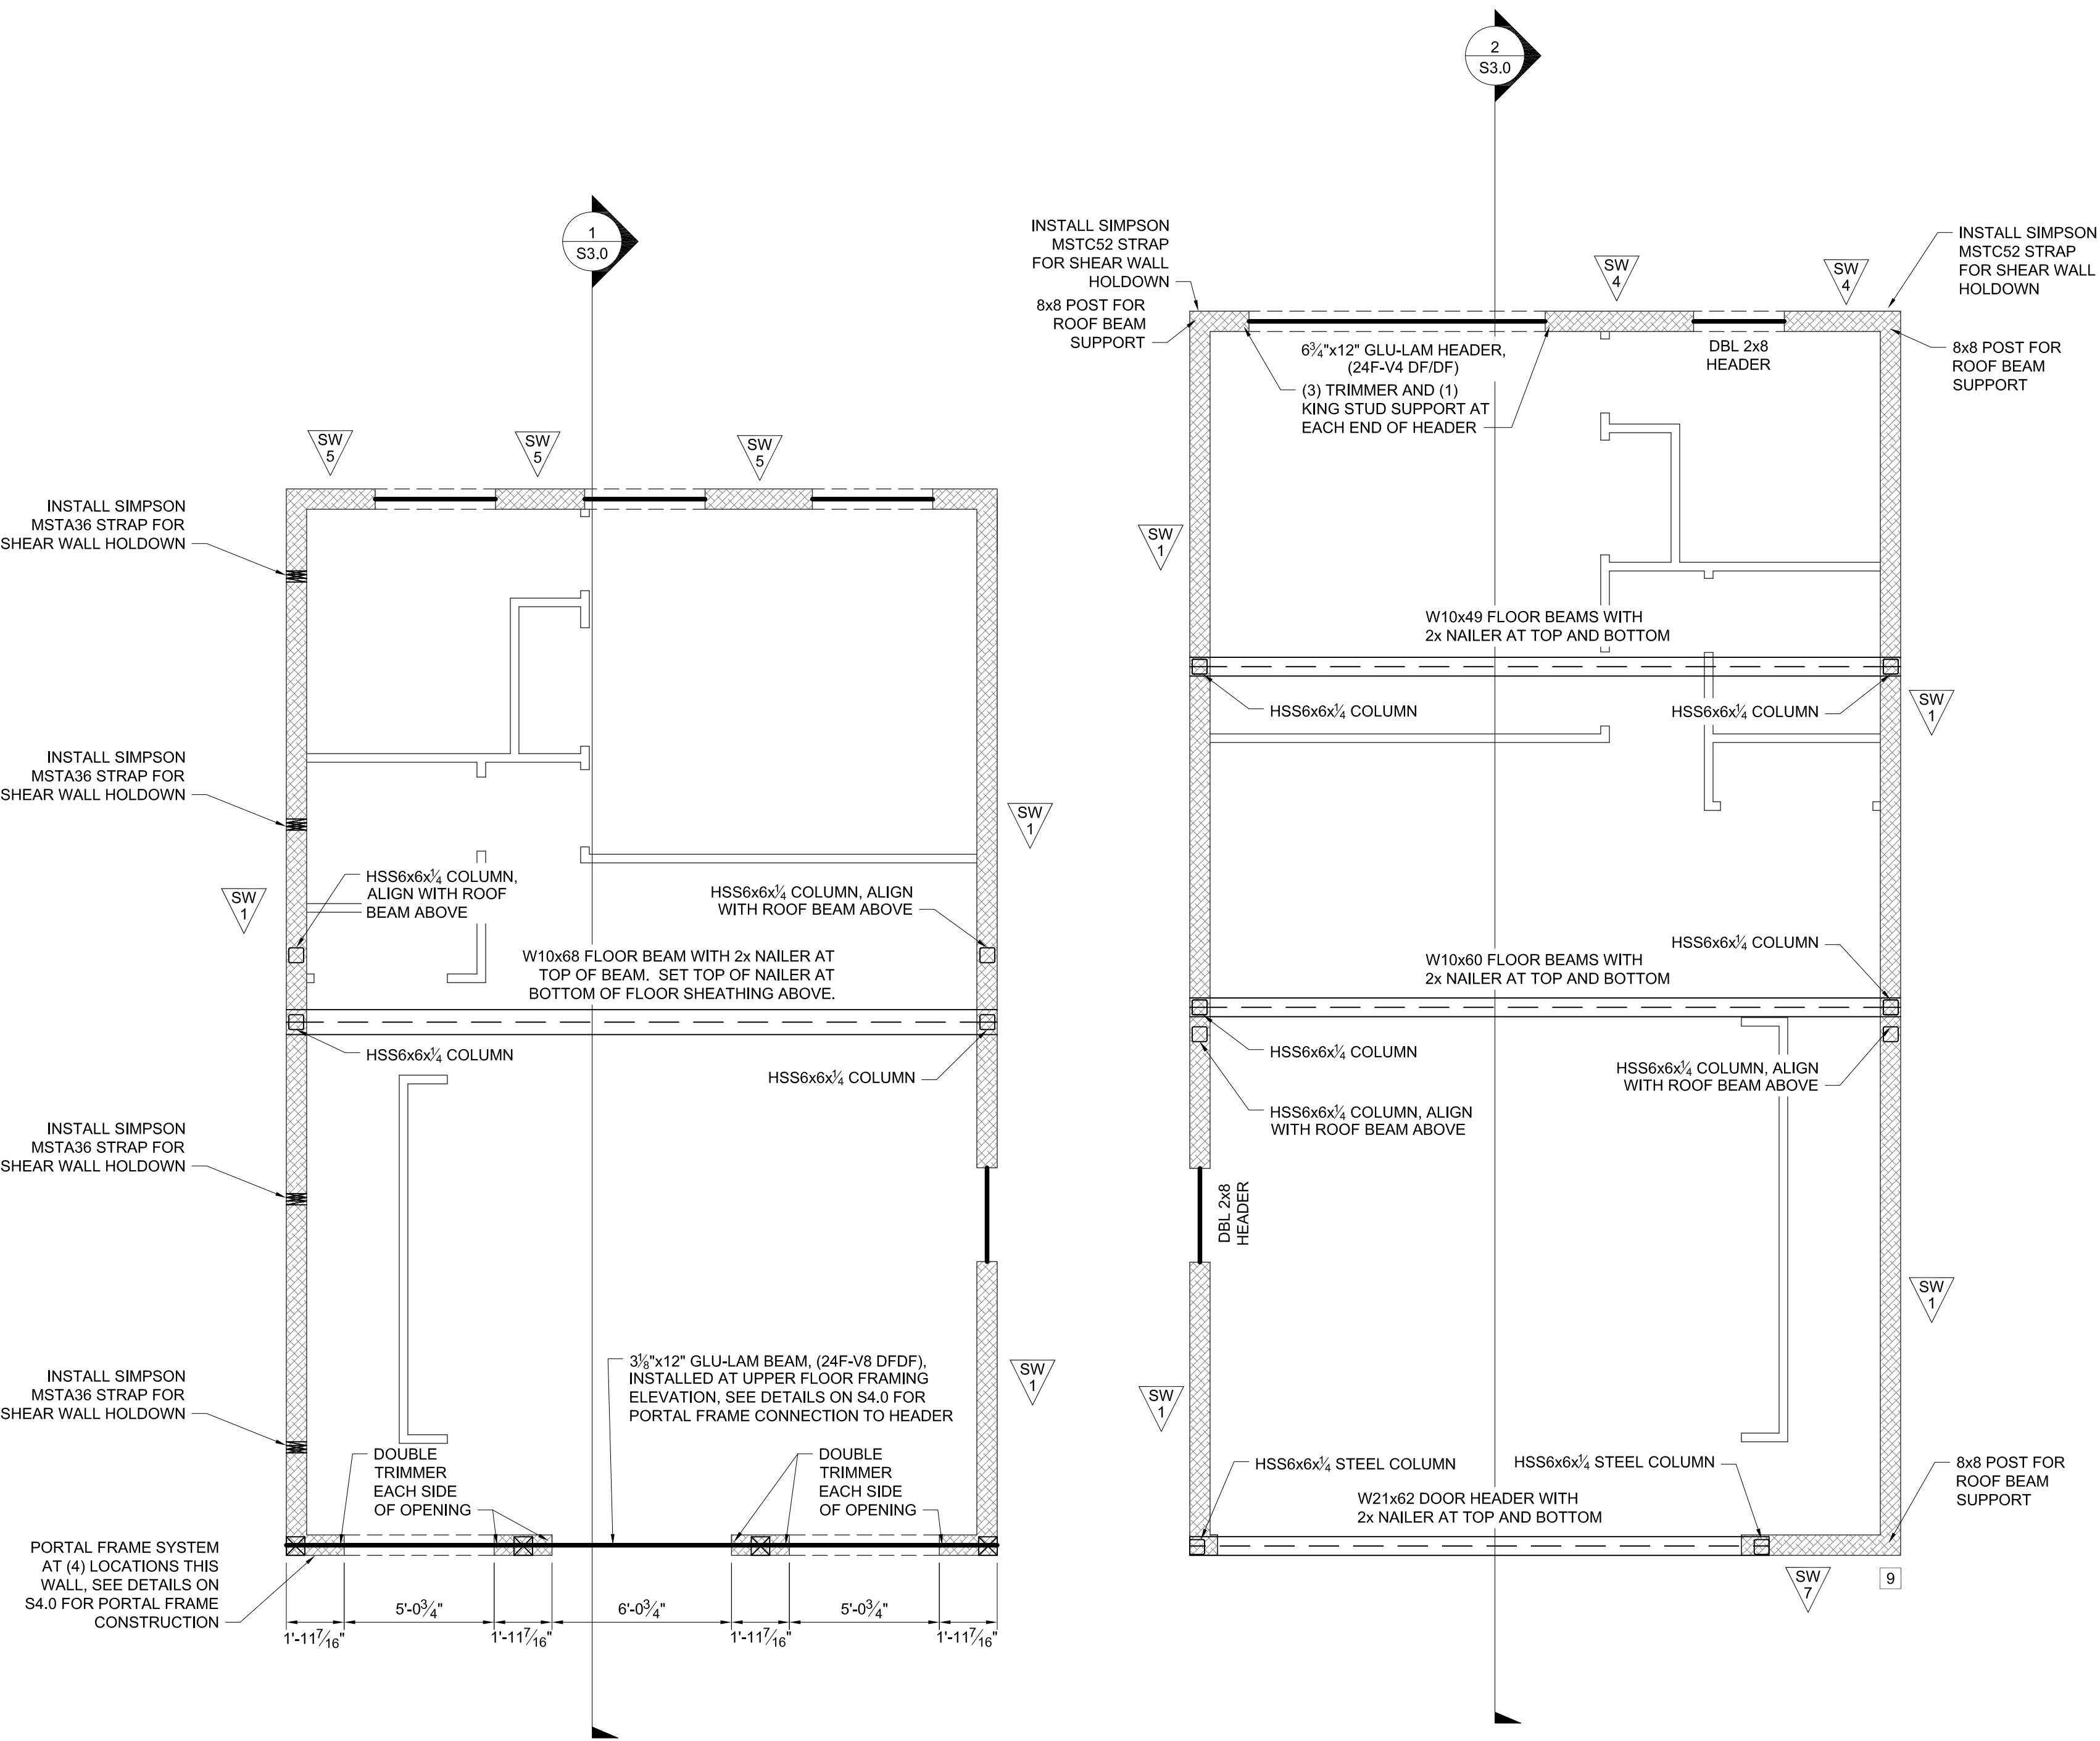 1
S3.0
SW
5
SW
5
SW
5
INSTALL SIMPSON
MSTA36 STRAP FOR
SHEAR WALL HOLDOWN
INSTALL SIMPSON
MSTA36 STRAP FOR
SHEAR WALL HOLDOWN
SW
1
SW
1
HSS6x6x¼ COLUMN,
ALIGN WITH ROOF
BEAM ABOVE
HSS6x6x¼ COLUMN, ALIGN
WITH ROOF BEAM ABOVE
W10x68 FLOOR BEAM WITH 2x NAILER AT
TOP OF BEAM. SET TOP OF NAILER AT
BOTTOM OF FLOOR SHEATHING ABOVE.
HSS6x6x¼ COLUMN
HSS6x6x¼ COLUMN
INSTALL SIMPSON
MSTA36 STRAP FOR
SHEAR WALL HOLDOWN
INSTALL SIMPSON
MSTA36 STRAP FOR
SHEAR WALL HOLDOWN
3⅛"x12" GLU-LAM BEAM, (24F-V8 DFDF),
INSTALLED AT UPPER FLOOR FRAMING
ELEVATION, SEE DETAILS ON S4.0 FOR
PORTAL FRAME CONNECTION TO HEADER
SW
1
DOUBLE
TRIMMER
EACH SIDE
OF OPENING
DOUBLE
TRIMMER
EACH SIDE
OF OPENING
PORTAL FRAME SYSTEM
AT (4) LOCATIONS THIS
WALL, SEE DETAILS ON
S4.0 FOR PORTAL FRAME
CONSTRUCTION
5'-0¾"
6'-0¾"
5'-0¾"
1'-11⁷⁄₁₆"
1'-11⁷⁄₁₆"
1'-11⁷⁄₁₆"
1'-11⁷⁄₁₆"
2
S3.0
INSTALL SIMPSON
MSTC52 STRAP
FOR SHEAR WALL
HOLDOWN
8x8 POST FOR
ROOF BEAM
SUPPORT
SW
4
SW
4
INSTALL SIMPSON
MSTC52 STRAP
FOR SHEAR WALL
HOLDOWN
8x8 POST FOR
ROOF BEAM
SUPPORT
6¾"x12" GLU-LAM HEADER,
(24F-V4 DF/DF)
(3) TRIMMER AND (1)
KING STUD SUPPORT AT
EACH END OF HEADER
DBL 2x8
HEADER
SW
1
W10x49 FLOOR BEAMS WITH
2x NAILER AT TOP AND BOTTOM
HSS6x6x¼ COLUMN
HSS6x6x¼ COLUMN
SW
1
W10x60 FLOOR BEAMS WITH
2x NAILER AT TOP AND BOTTOM
HSS6x6x¼ COLUMN
HSS6x6x¼ COLUMN
HSS6x6x¼ COLUMN, ALIGN
WITH ROOF BEAM ABOVE
HSS6x6x¼ COLUMN, ALIGN
WITH ROOF BEAM ABOVE
DBL 2x8
HEADER
SW
1
SW
1
HSS6x6x¼ STEEL COLUMN
HSS6x6x¼ STEEL COLUMN
W21x62 DOOR HEADER WITH
2x NAILER AT TOP AND BOTTOM
8x8 POST FOR
ROOF BEAM
SUPPORT
SW
7
9